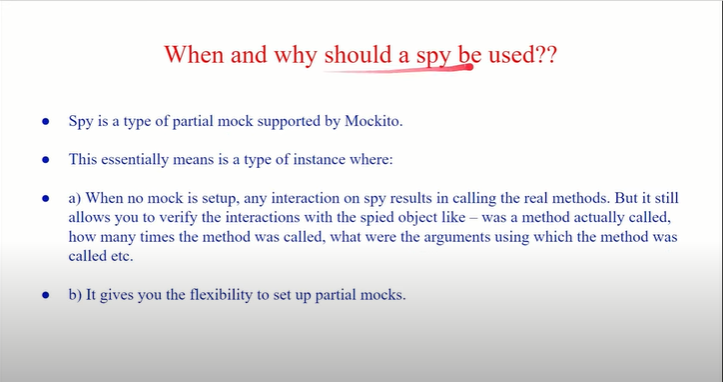 When and why should a spy be used??
● Spy is a type of partial mock supported by Mockito.
● This essentially means is a type of instance where:
● a) When no mock is setup, any interaction on spy results in calling the real methods. But it still
allows you to verify the interactions with the spied object like – was a method actually called,
how many times the method was called, what were the arguments using which the method was
called etc.
● b) It gives you the flexibility to set up partial mocks.